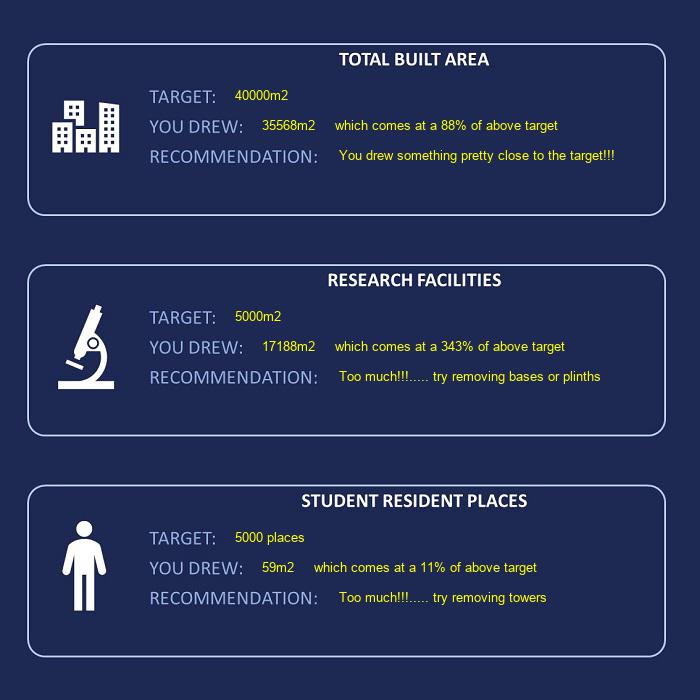 TOTAL BUILT AREA
TARGET: 40000m2
YOU DREW: 35568m2 which comes at a 88% of above target
RECOMMENDATION: You drew something pretty close to the target!!!
RESEARCH FACILITIES
TARGET: 5000m2
YOU DREW: 17188m2 which comes at a 343% of above target
RECOMMENDATION: Too much!!!..... try removing bases or plinths
STUDENT RESIDENT PLACES
TARGET: 5000 places
YOU DREW: 59m2 which comes at a 11% of above target
RECOMMENDATION: Too much!!!..... try removing towers